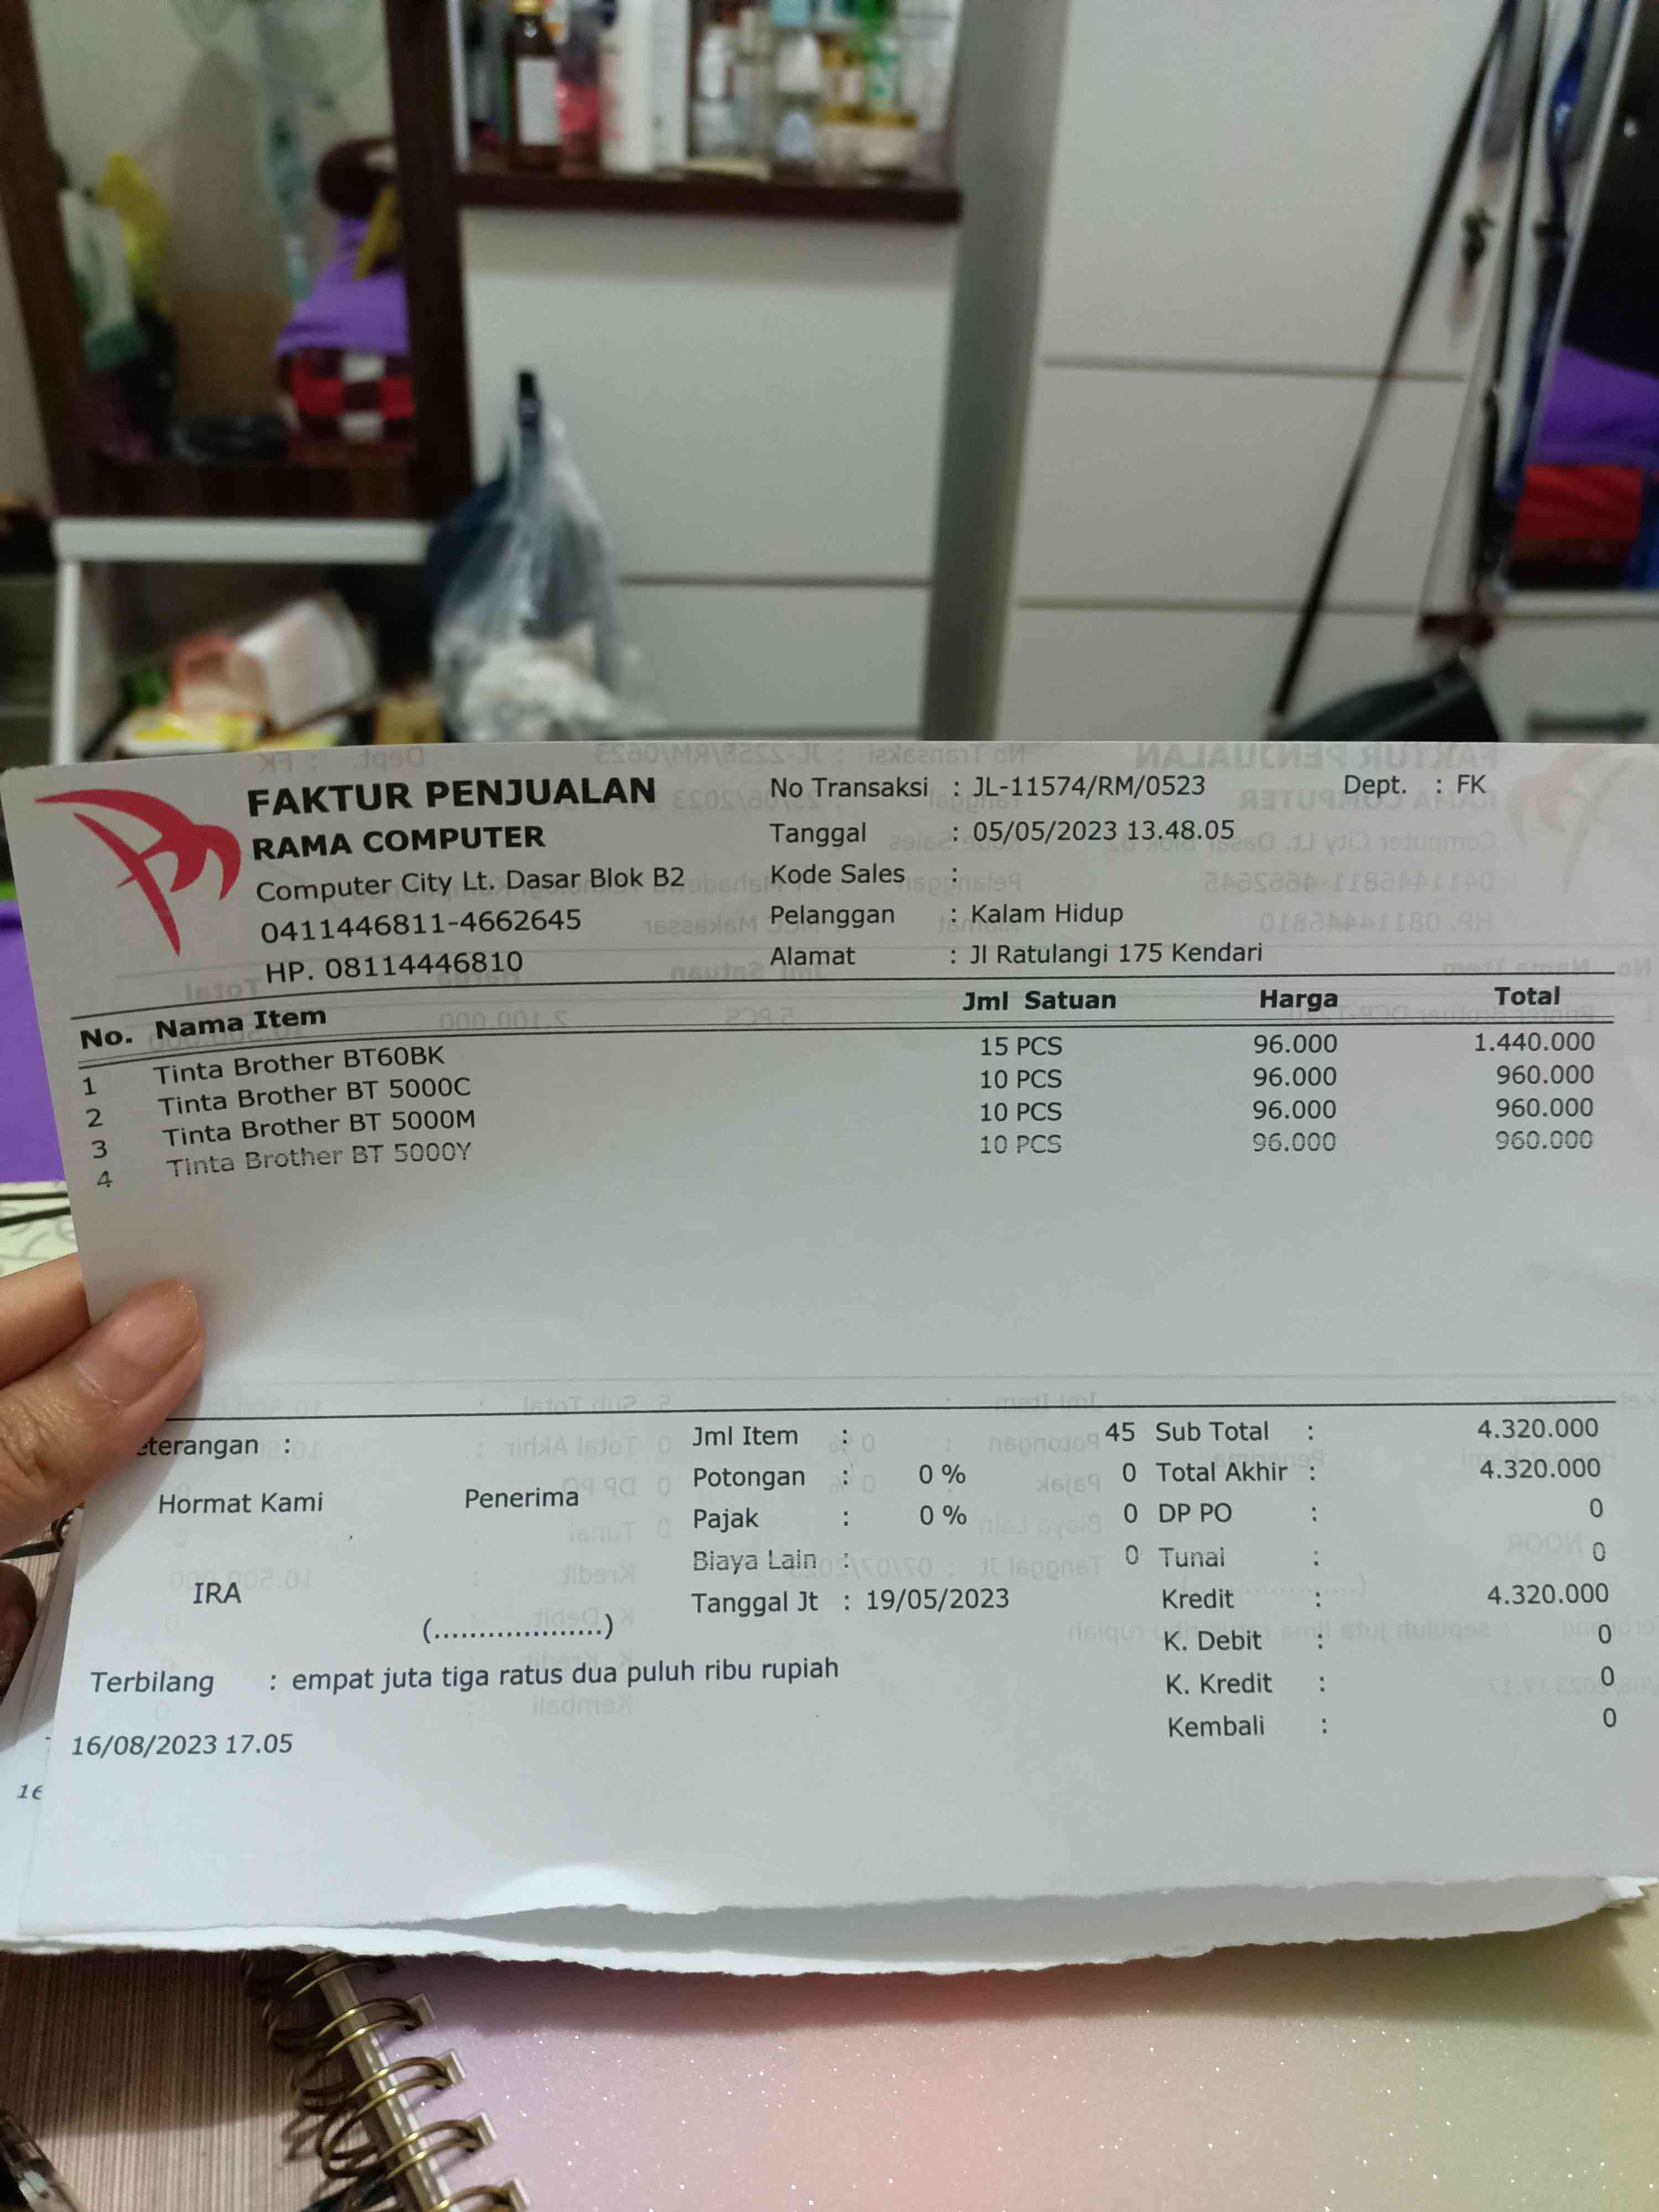 FAKTUR PENJUALAN
RAMA COMPUTER
Computer City Lt. Dasar Blok B2
0411446811-4662645
HP. 08114446810
No Transaksi : JL-11574/RM/0523 Dept. : FK
Tanggal : 05/05/2023 13.48.05
Kode Sales :
Pelanggan : Kalam Hidup
Alamat : Jl Ratulangi 175 Kendari
No. Nama Item Jml Satuan Harga Total
1 Tinta Brother BT60BK 15 PCS 96.000 1.440.000
2 Tinta Brother BT 5000C 10 PCS 96.000 960.000
3 Tinta Brother BT 5000M 10 PCS 96.000 960.000
4 Tinta Brother BT 5000Y 10 PCS 96.000 960.000
eterangan :
Hormat Kami Penerima
IRA
(...................)
Jml Item : 45
Potongan : 0 % 0
Pajak : 0 % 0
Biaya Lain : 0
Tanggal Jt : 19/05/2023
Sub Total : 4.320.000
Total Akhir : 4.320.000
DP PO : 0
Tunai : 0
Kredit : 4.320.000
K. Debit : 0
K. Kredit : 0
Kembali : 0
Terbilang : empat juta tiga ratus dua puluh ribu rupiah
16/08/2023 17.05
16